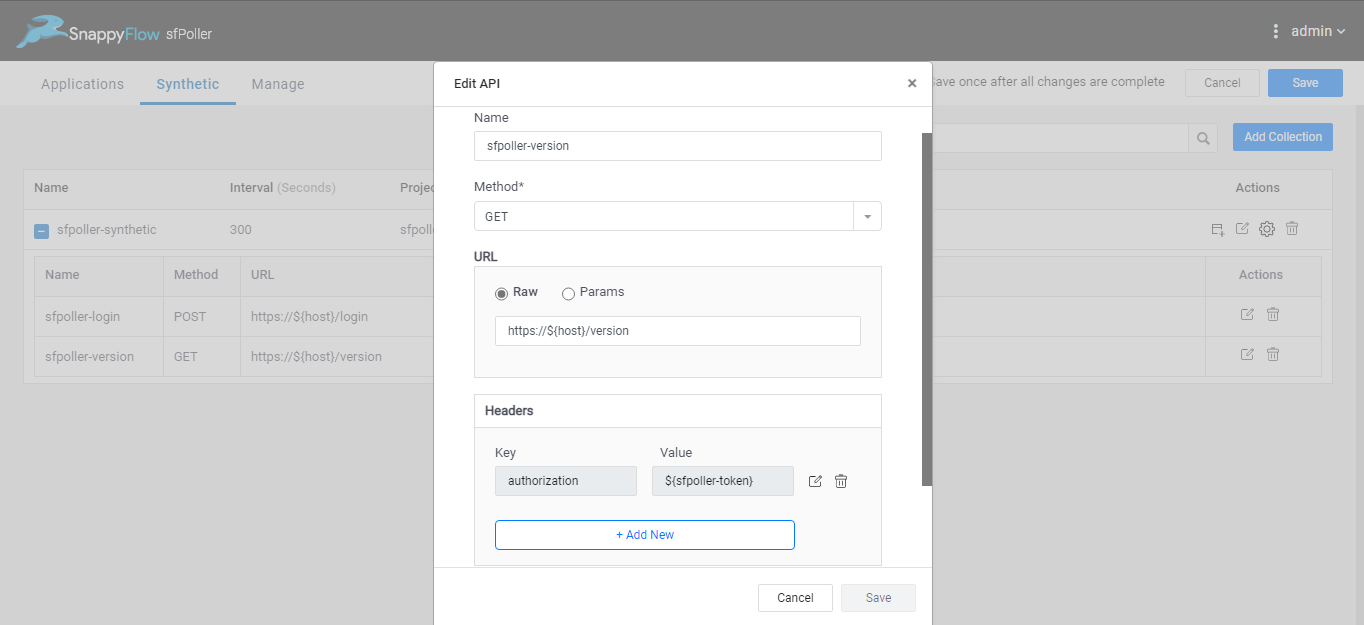 SnappyFlow sfPoller
admin
Applications Synthetic Manage
Save once after all changes are complete
Cancel
Save
Add Collection
Name Interval (Seconds) Projec Actions
sfpoller-synthetic 300 sfpoll
Name Method URL Actions
sfpoller-login POST https://${host}/login
sfpoller-version GET https://${host}/version
Edit API
×
Name
sfpoller-version
Method*
GET
URL
Raw Params
https://${host}/version
Headers
Key Value
authorization ${sfpoller-token}
+ Add New
Cancel Save